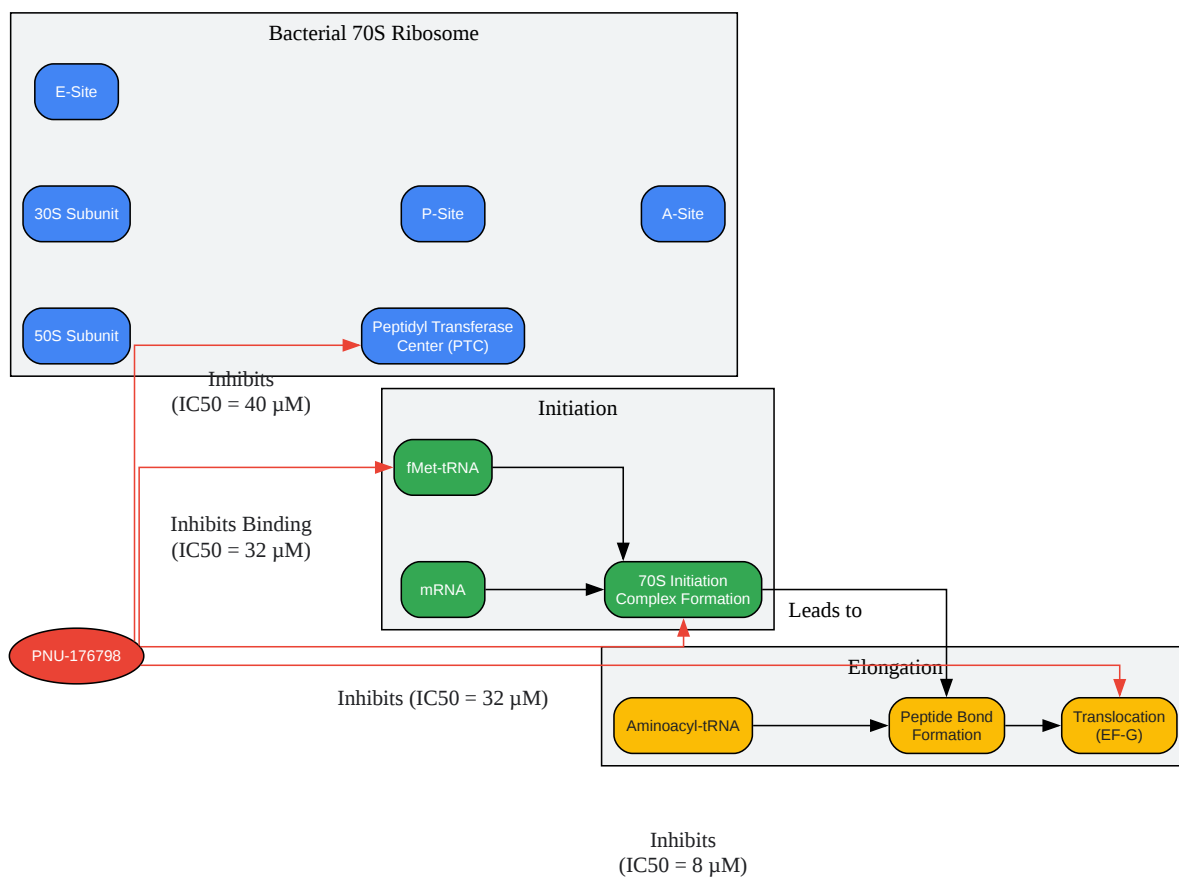 Bacterial 70S Ribosome
E-Site
30S Subunit
P-Site
A-Site
50S Subunit
Peptidyl Transferase
Center (PTC)
Inhibits
(IC50 = 40 µM)
Initiation
fMet-tRNA
Inhibits Binding
(IC50 = 32 µM)
mRNA
70S Initiation
Complex Formation
Leads to
PNU-176798
Elongation
Inhibits (IC50 = 32 µM)
Aminoacyl-tRNA
Peptide Bond
Formation
Translocation
(EF-G)
Inhibits
(IC50 = 8 µM)